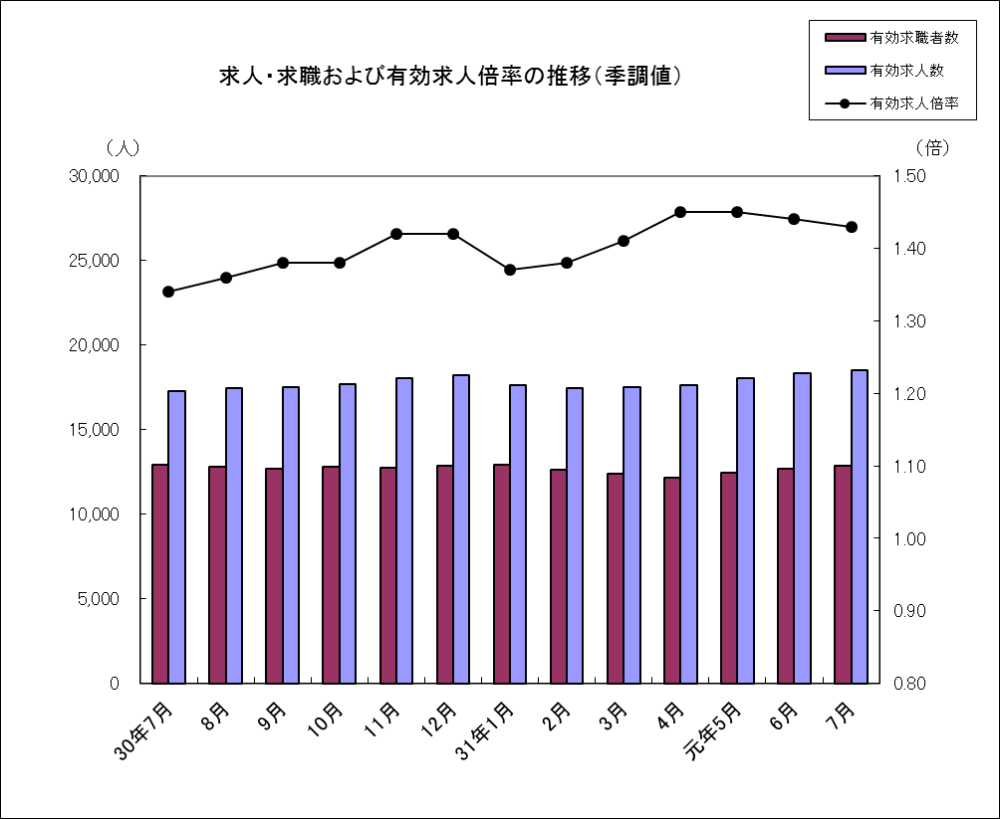 有効求職者数
有効求人数
有効求人倍率
求人・求職および有効求人倍率の推移（季調値）
（人）
（倍）
30,000
25,000
20,000
15,000
10,000
5,000
0
1.50
1.40
1.30
1.20
1.10
1.00
0.90
0.80
30年7月
8月
9月
10月
11月
12月
31年1月
2月
3月
4月
元年5月
6月
7月